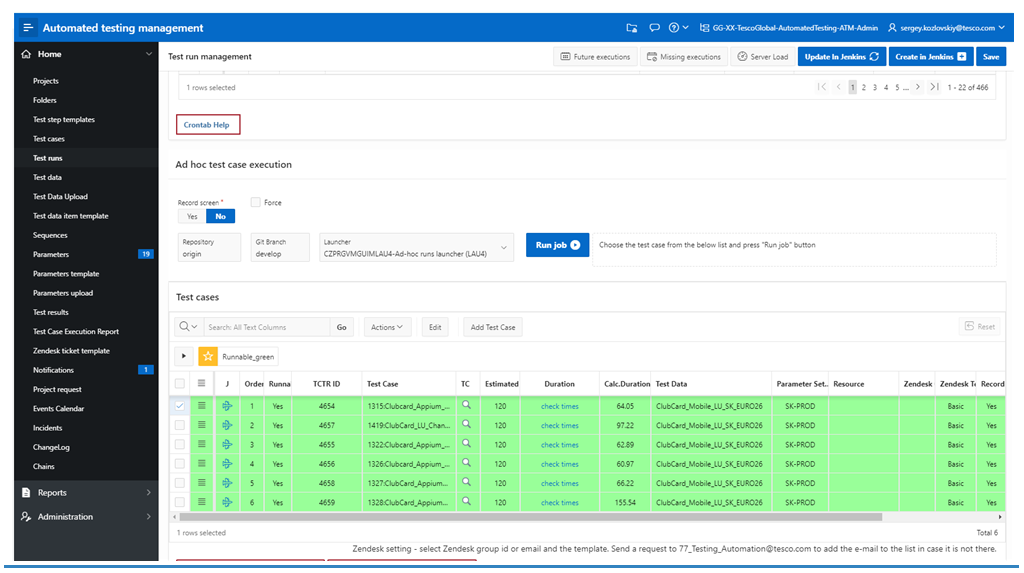 Automated testing management
GG-XX-TescoGlobal-AutomatedTesting-ATM-Admin
sergey.kozlovskiy@tesco.com
Home
Test run management
Future executions
Missing executions
Server Load
Update In Jenkins
Create in Jenkins
Save
Projects
Folders
Test step templates
Test cases
Test runs
Test data
Test Data Upload
Test data item template
Sequences
Parameters 19
Parameters template
Parameters upload
Test results
Test Case Execution Report
Zendesk ticket template
Notifications 1
Project request
Events Calendar
Incidents
ChangeLog
Chains
Reports
Administration
1 rows selected
1 2 3 4 5 ... 1 - 22 of 466
Crontab Help
Ad hoc test case execution
Record screen *
Force
Yes No
Repository
origin
Git Branch
develop
Launcher
CZPRGVMGUIMLAU4-Ad-hoc runs launcher (LAU4)
Run job
Choose the test case from the below list and press "Run job" button
Test cases
Search: All Text Columns Go Actions Edit Add Test Case Reset
Runnable_green
J Order Runna TCTR ID Test Case TC Estimated Duration Calc.Duration Test Data Parameter Set.. Resource Zendesk Zendesk Te Record
1 Yes 4654 1315:Clubcard_Appium_... 120 check times 64.05 ClubCard_Mobile_LU_SK_EURO26 SK-PROD Basic Yes
2 Yes 4657 1419:ClubCard_LU_Chan... 120 check times 97.22 ClubCard_Mobile_LU_SK_EURO26 SK-PROD Basic Yes
3 Yes 4655 1322:Clubcard_Appium_... 120 check times 62.89 ClubCard_Mobile_LU_SK_EURO26 SK-PROD Basic Yes
4 Yes 4656 1326:Clubcard_Appium_... 120 check times 60.97 ClubCard_Mobile_LU_SK_EURO26 SK-PROD Basic Yes
5 Yes 4658 1327:ClubCard_Appium... 120 check times 66.22 ClubCard_Mobile_LU_SK_EURO26 SK-PROD Basic Yes
6 Yes 4659 1328:ClubCard_Appium... 120 check times 155.54 ClubCard_Mobile_LU_SK_EURO26 SK-PROD Basic Yes
1 rows selected
Total 6
Zendesk setting - select Zendesk group id or email and the template. Send a request to 77_Testing_Automation@tesco.com to add the e-mail to the list in case it is not there.